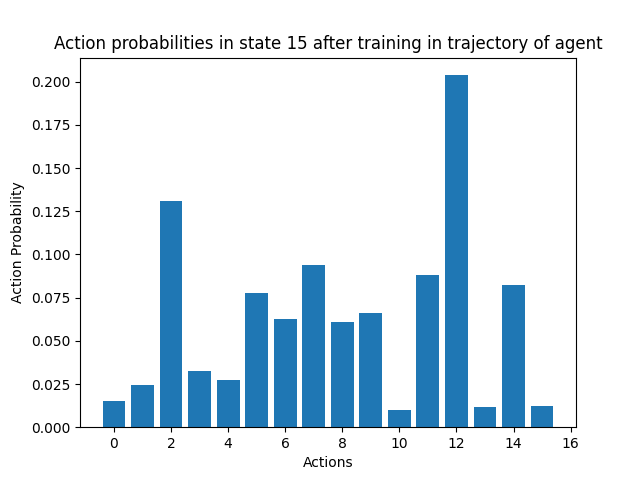 Action probabilities in state 15 after training in trajectory of agent
0.200
0.175
0.150
0.125
0.100
0.075
0.050
0.025
0.000
Action Probability
0 2 4 6 8 10 12 14 16
Actions